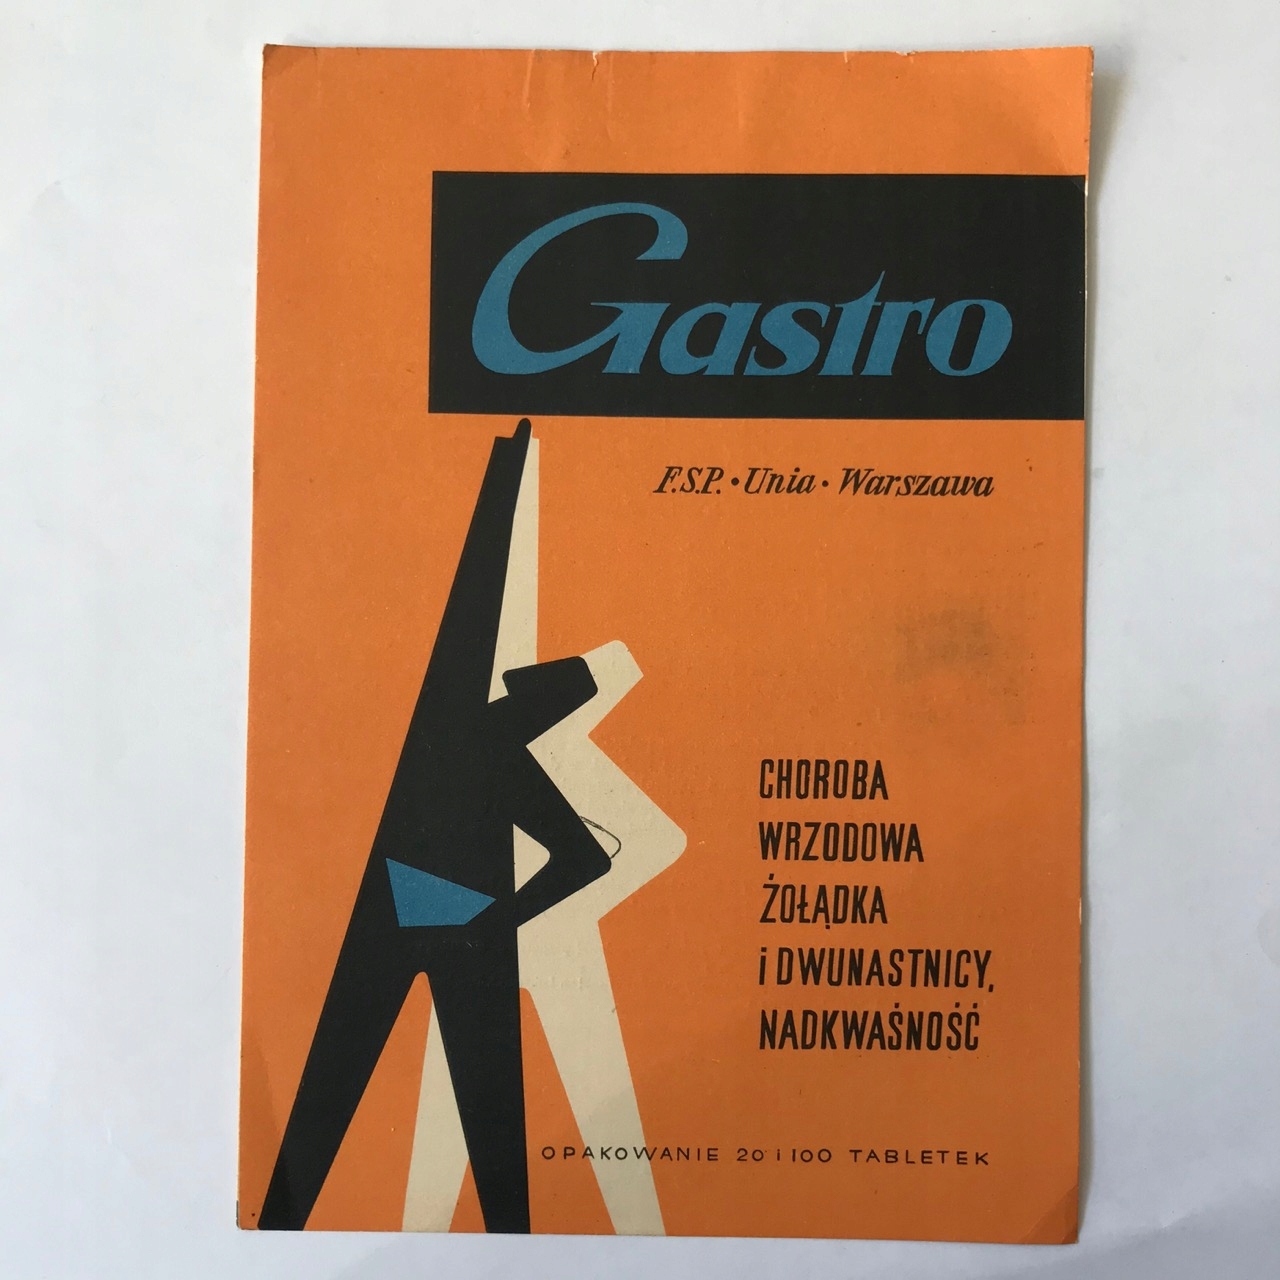 Gastro
F.S.P. • Unia • Warszawa
CHOROBA
WRZODOWA
ŻOŁĄDKA
i DWUNASTNICY,
NADKWAŚNOŚĆ
OPAKOWANIE 20 i 100 TABLETEK